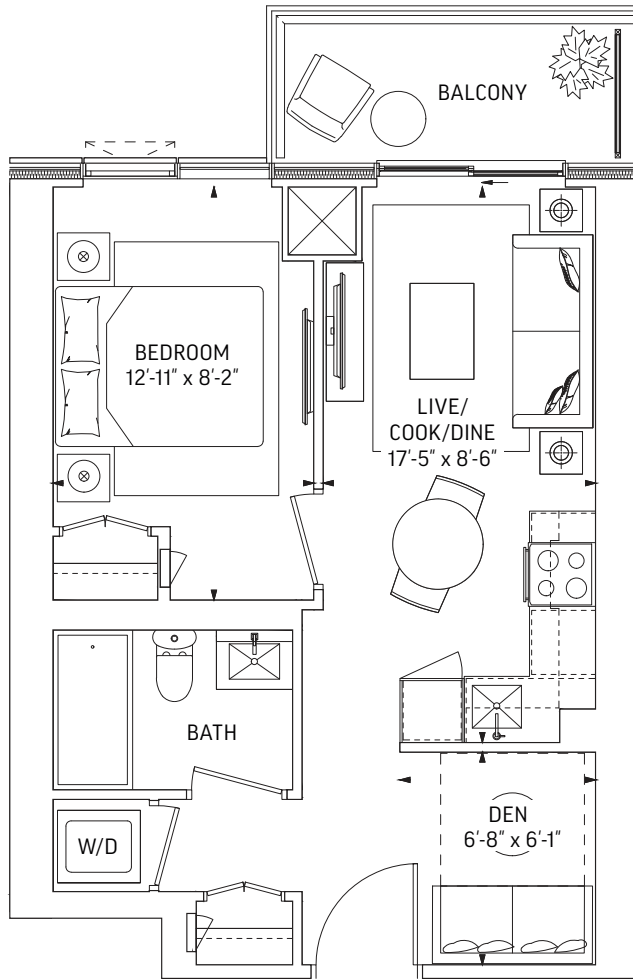 BALCONY
BEDROOM
12'-11" x 8'-2"
LIVE/
COOK/DINE
17'-5" x 8'-6"
BATH
W/D
DEN
6'-8" x 6'-1"